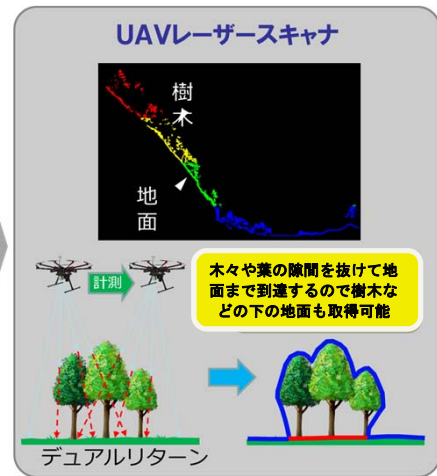 UAVレーザースキャナ
樹木
地面
計測
木々や葉の隙間を抜けて地
面まで到達するので樹木な
どの下の地面も取得可能
デュアルリターン